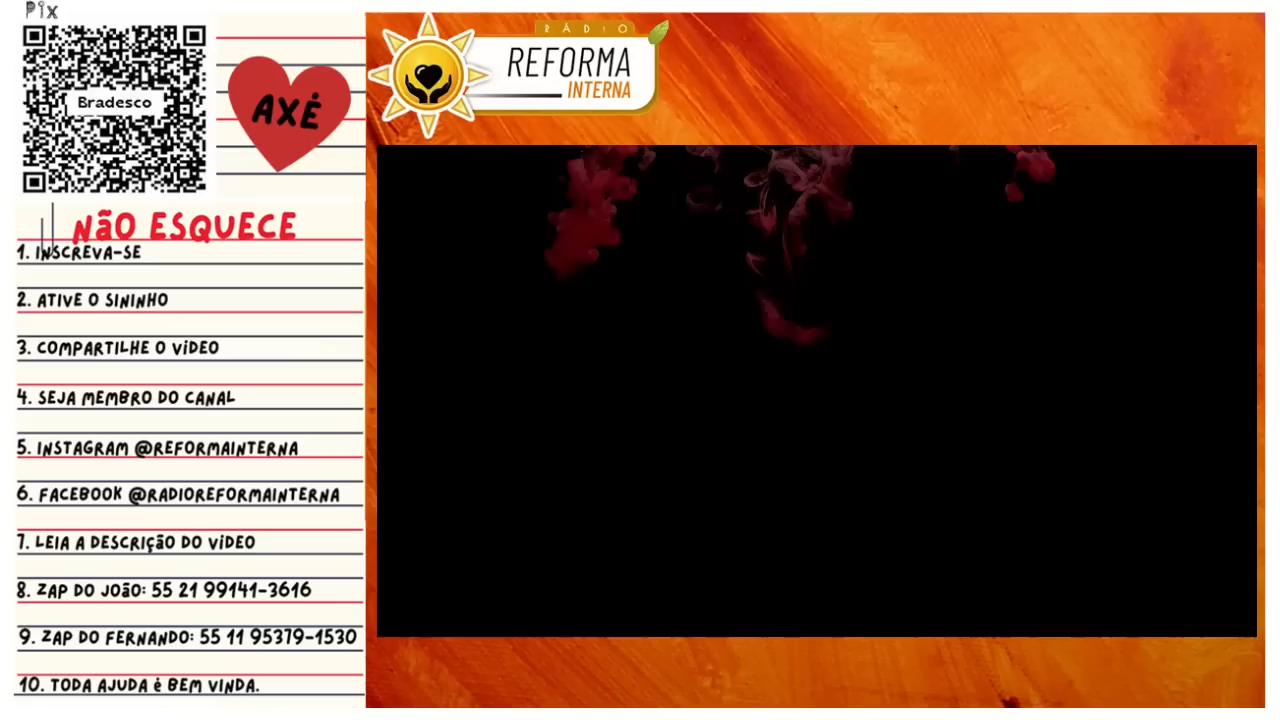 Pix
Bradesco
AXÉ
NãO ESQUECE
1. INSCREVA-SE
2. ATIVE O SININHO
3. COMPARTILHE O VíDEO
4. SEJA MEMBRO DO CANAL
5. INSTAGRAM @REFORMAINTERNA
6. FACEBOOK @RADIOREFORMAINTERNA
7. LEIA A DESCRIçãO DO VíDEO
8. ZAP DO JOãO: 55 21 99141-3616
9. ZAP DO FERNANDO: 55 11 95379-1530
10. TODA AJUDA é BEM VINDA.
RÁDIO
REFORMA
INTERNA